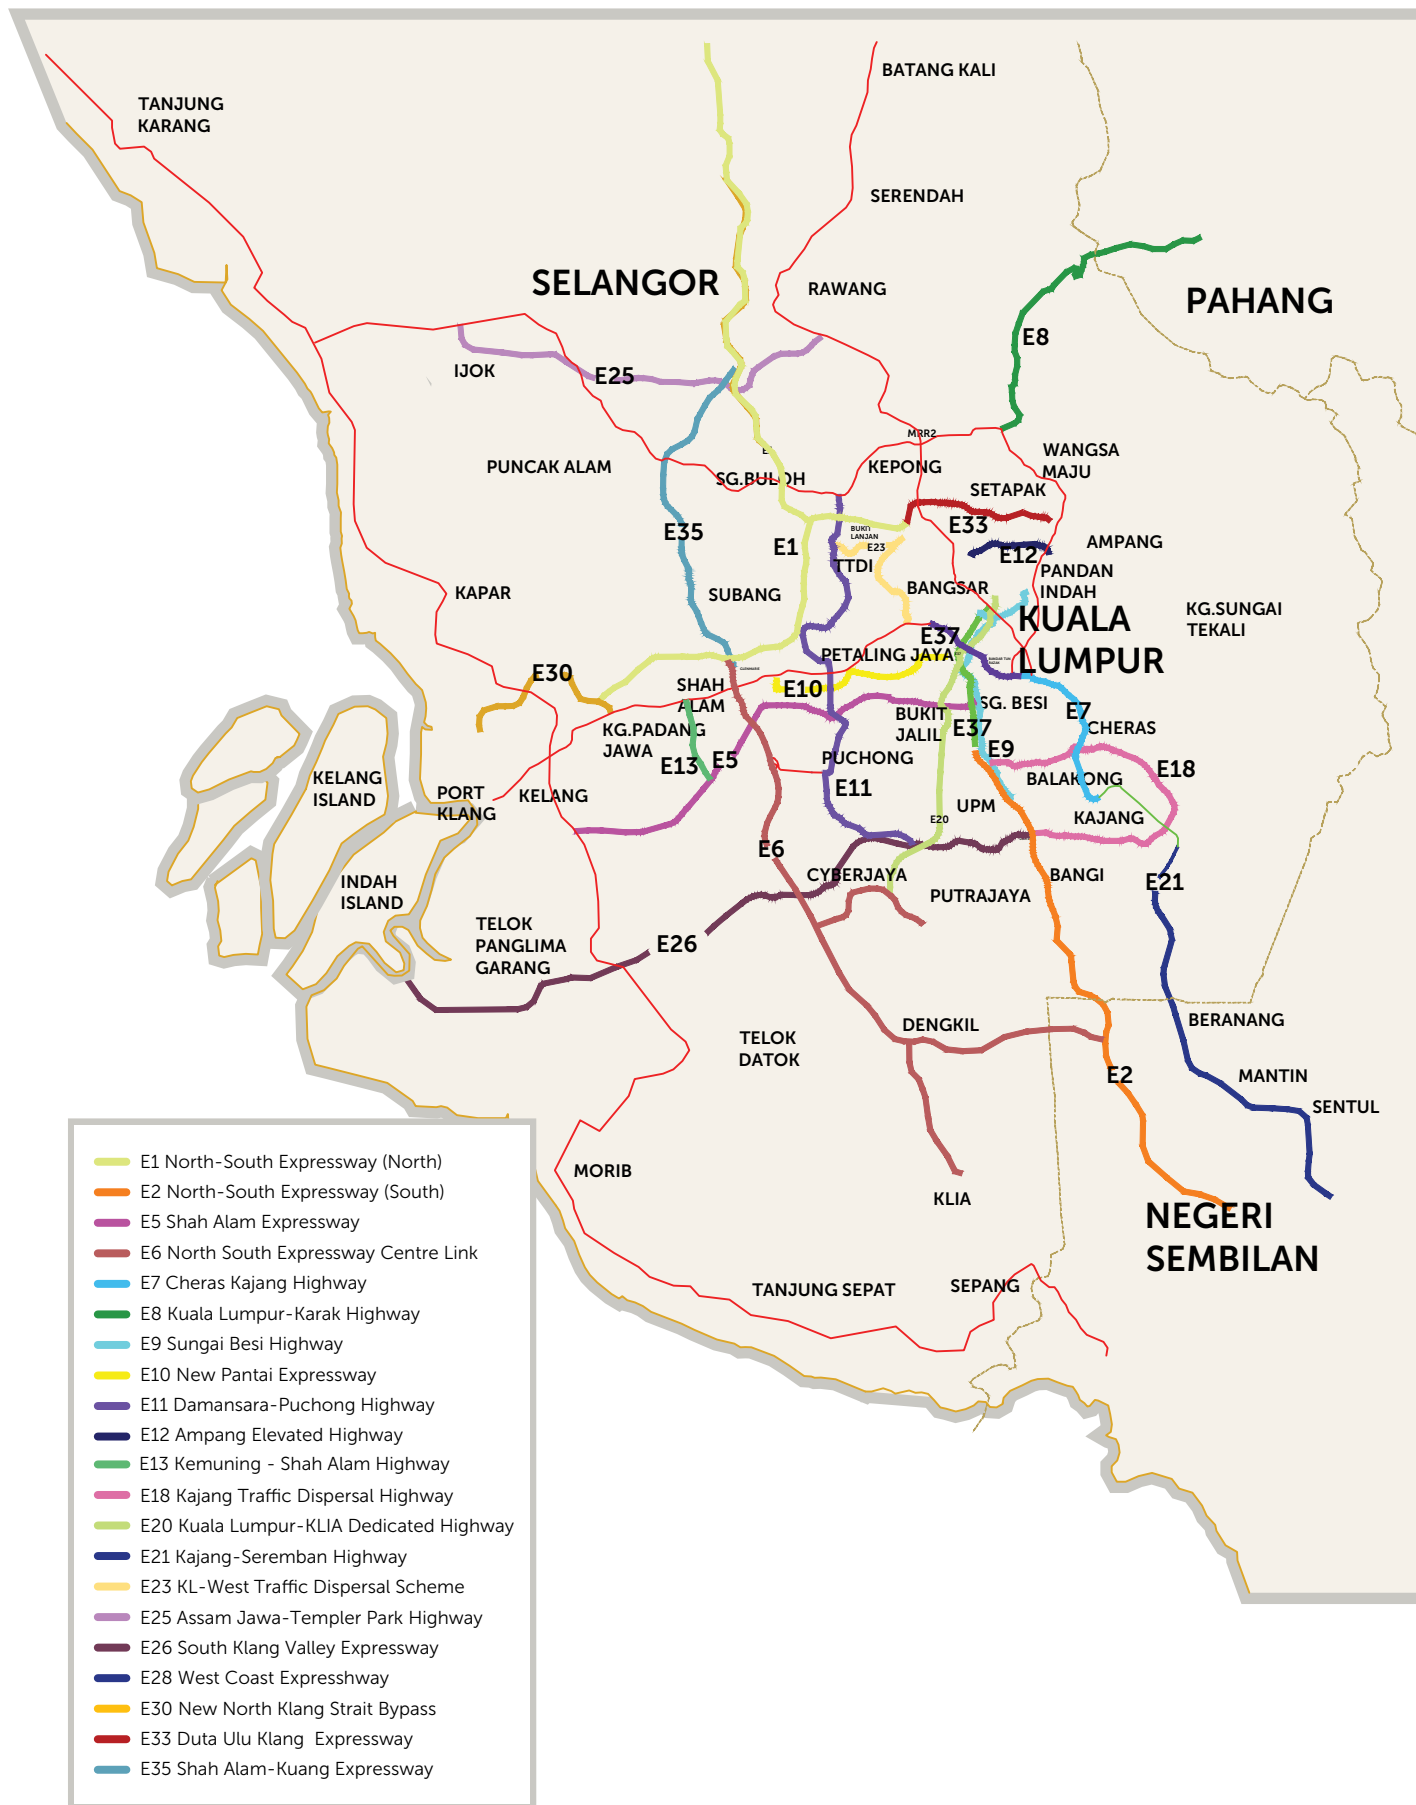 BATANG KALI
TANJUNG
KARANG
SERENDAH
SELANGOR
RAWANG
PAHANG
E8
IJOK
E25
MRR2
WANGSA
MAJU
PUNCAK ALAM
KEPONG
SG.BULOH
SETAPAK
E35
E33
BUKIT
LANJAN
E1
E23
AMPANG
E12
TTDI
PANDAN
INDAH
KAPAR
SUBANG
BANGSAR
KG.SUNGAI
TEKALI
KUALA
LUMPUR
E37
PETALING JAYA
E30
SHAH
ALAM
E10
SG. BESI
E7
BUKIT
JALIL
KG.PADANG
JAWA
E37
CHERAS
E9
PUCHONG
E13
E5
E18
KELANG
ISLAND
BALAKONG
E11
PORT
KLANG
KELANG
UPM
E20
KAJANG
E6
CYBERJAYA
BANGI
E21
INDAH
ISLAND
PUTRAJAYA
TELOK
PANGLIMA
GARANG
E26
DENGKIL
BERANANG
TELOK
DATOK
E2
MANTIN
SENTUL
MORIB
KLIA
NEGERI
SEMBILAN
TANJUNG SEPAT
SEPANG
E1 North-South Expressway (North)
E2 North-South Expressway (South)
E5 Shah Alam Expressway
E6 North South Expressway Centre Link
E7 Cheras Kajang Highway
E8 Kuala Lumpur-Karak Highway
E9 Sungai Besi Highway
E10 New Pantai Expressway
E11 Damansara-Puchong Highway
E12 Ampang Elevated Highway
E13 Kemuning - Shah Alam Highway
E18 Kajang Traffic Dispersal Highway
E20 Kuala Lumpur-KLIA Dedicated Highway
E21 Kajang-Seremban Highway
E23 KL-West Traffic Dispersal Scheme
E25 Assam Jawa-Templer Park Highway
E26 South Klang Valley Expressway
E28 West Coast Expresshway
E30 New North Klang Strait Bypass
E33 Duta Ulu Klang  Expressway
E35 Shah Alam-Kuang Expressway